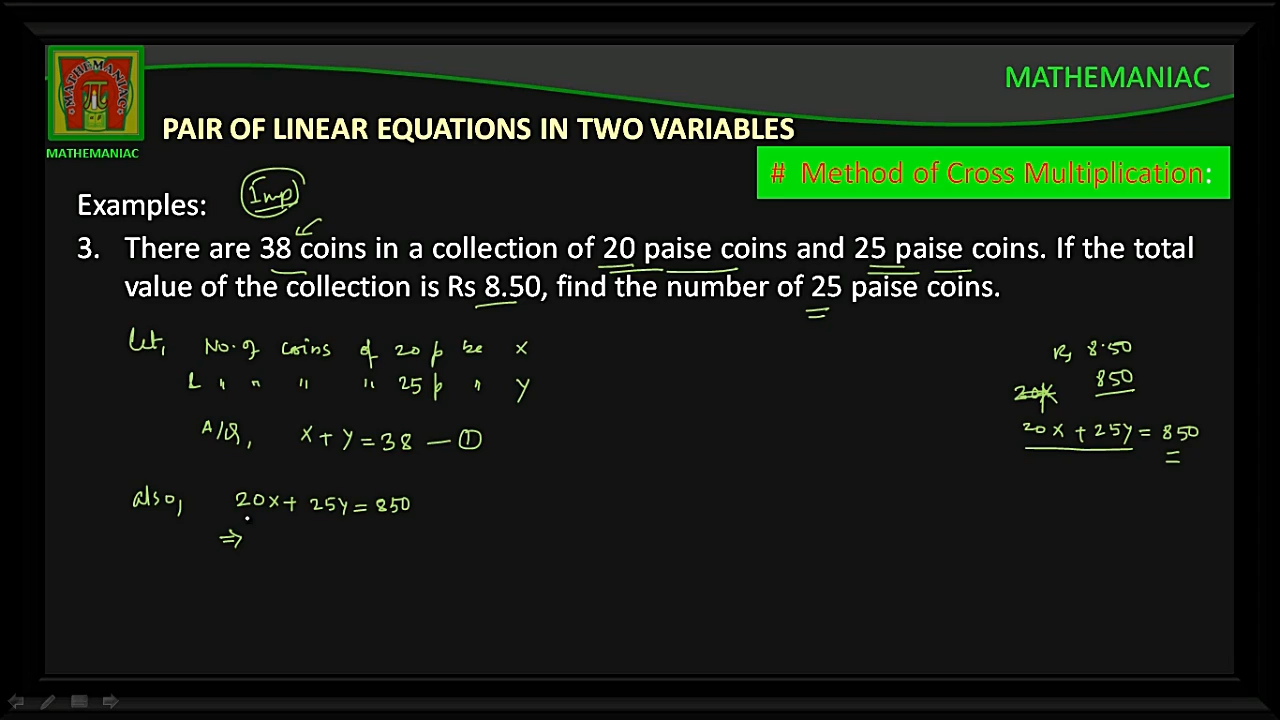 MATHEMANIAC
MATHEMANIAC
PAIR OF LINEAR EQUATIONS IN TWO VARIABLES
MATHEMANIAC
# Method of Cross Multiplication:
Examples: Imp
3. There are 38 coins in a collection of 20 paise coins and 25 paise coins. If the total
value of the collection is Rs 8.50, find the number of 25 paise coins.
Let, No. of coins of 20 p be x
" " " " 25 p " y
A/Q, x + y = 38 — ①
also, 20x + 25y = 850
⇒
Rs 8.50
850
20x + 25y = 850